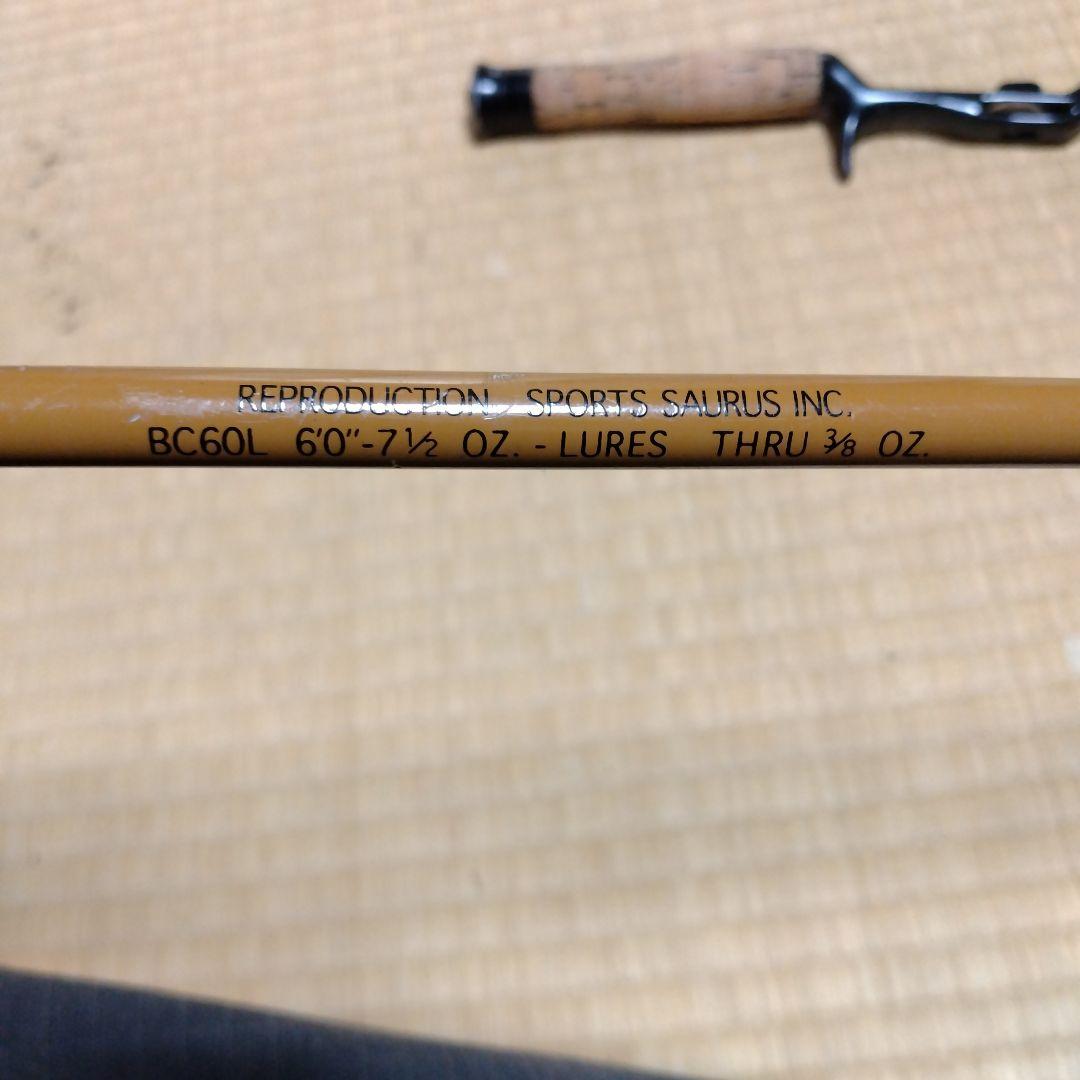 REPRODUCTION SPORTS SAURUS INC.
BC60L 6'0"-7½ OZ. - LURES THRU ⅜ OZ.